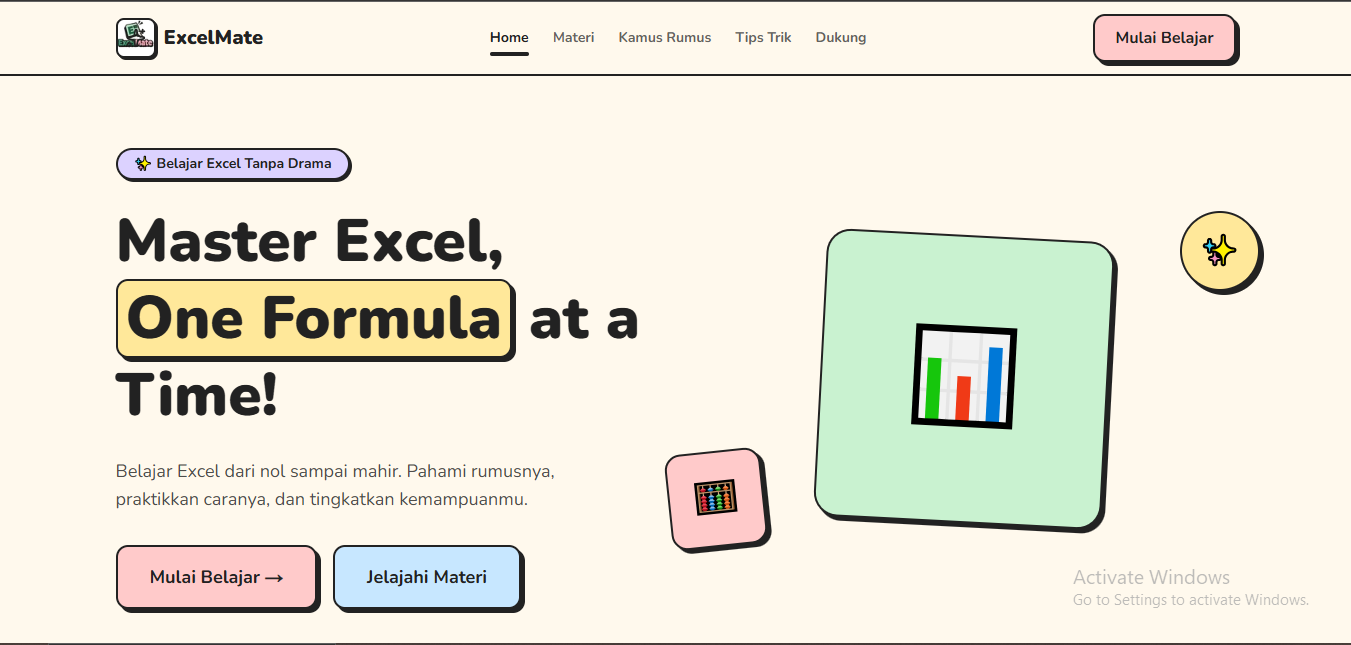 ExcelMate
Home
Materi
Kamus Rumus
Tips Trik
Dukung
Mulai Belajar
✨ Belajar Excel Tanpa Drama
Master Excel,
One Formula at a
Time!
Belajar Excel dari nol sampai mahir. Pahami rumusnya,
praktikkan caranya, dan tingkatkan kemampuanmu.
Mulai Belajar →
Jelajahi Materi
Activate Windows
Go to Settings to activate Windows.